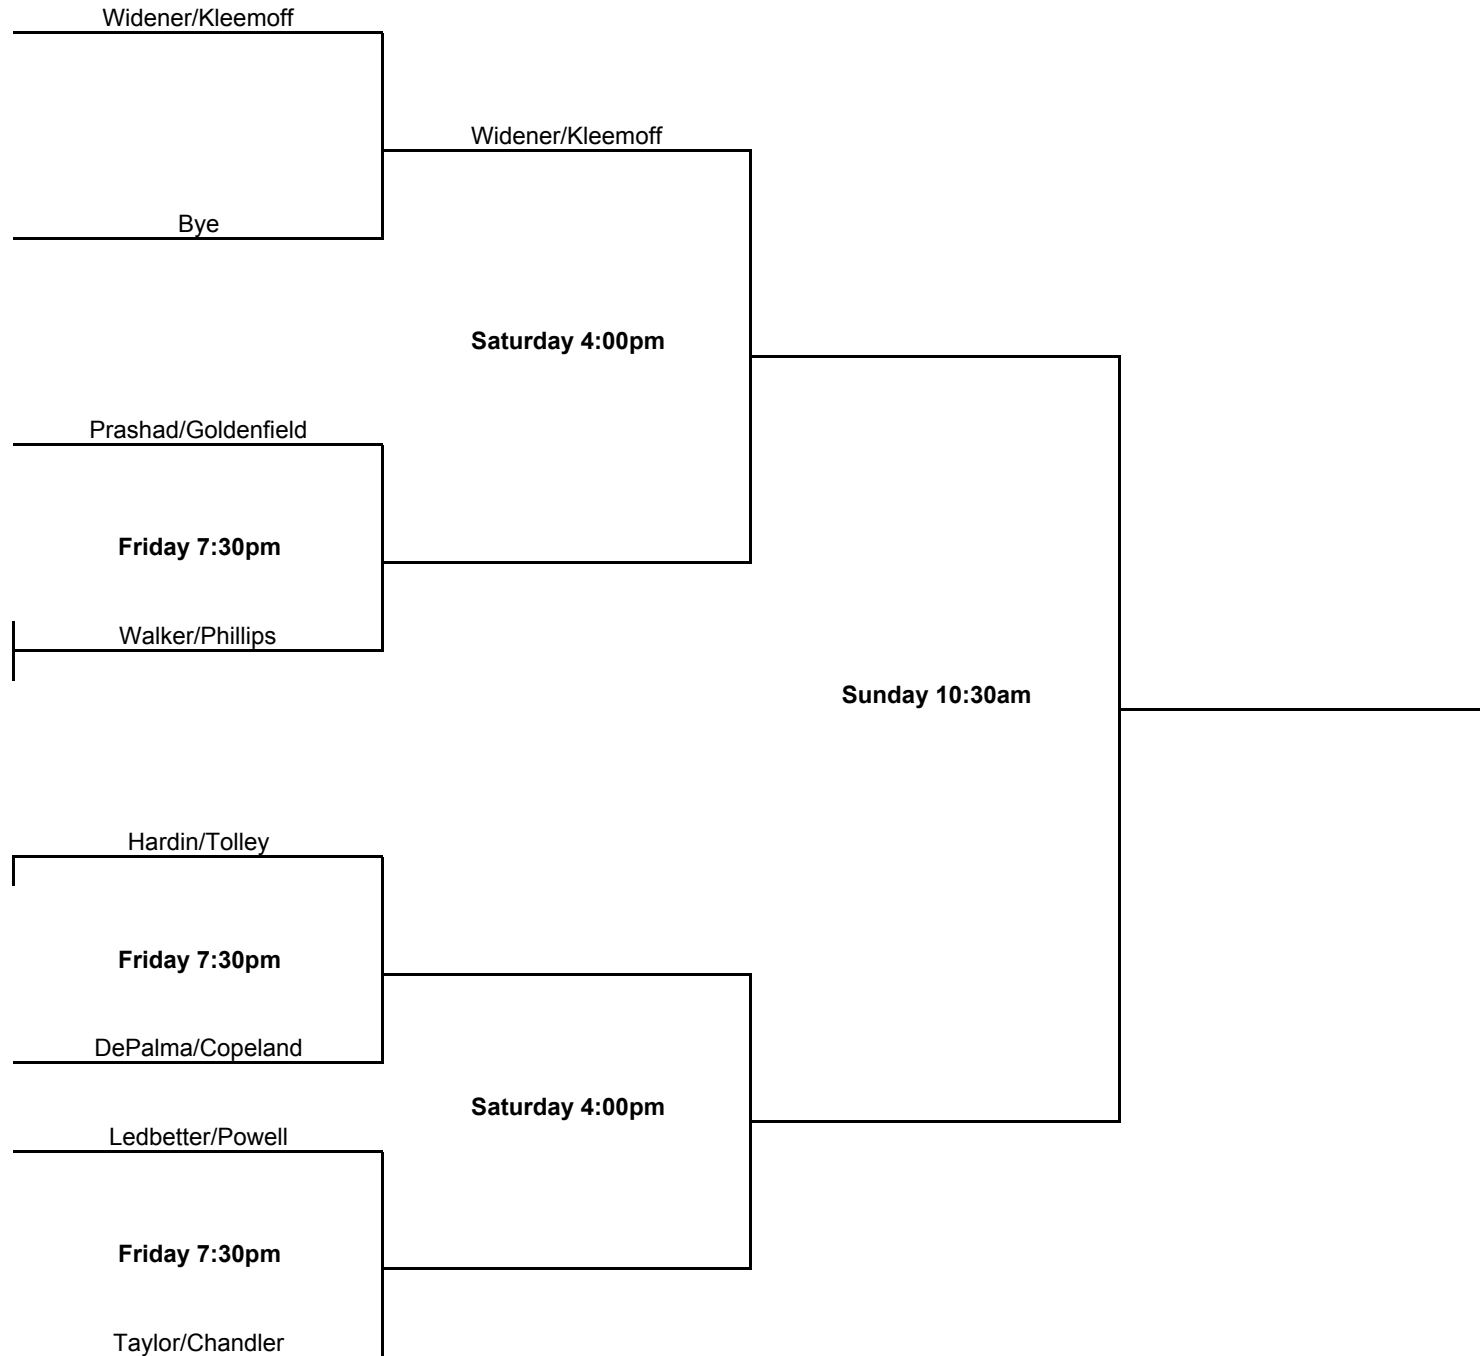 Widener/Kleemoff
Widener/Kleemoff
Bye
Saturday 4:00pm
Prashad/Goldenfield
Friday 7:30pm
Walker/Phillips
Sunday 10:30am
Hardin/Tolley
Friday 7:30pm
DePalma/Copeland
Saturday 4:00pm
Ledbetter/Powell
Friday 7:30pm
Taylor/Chandler